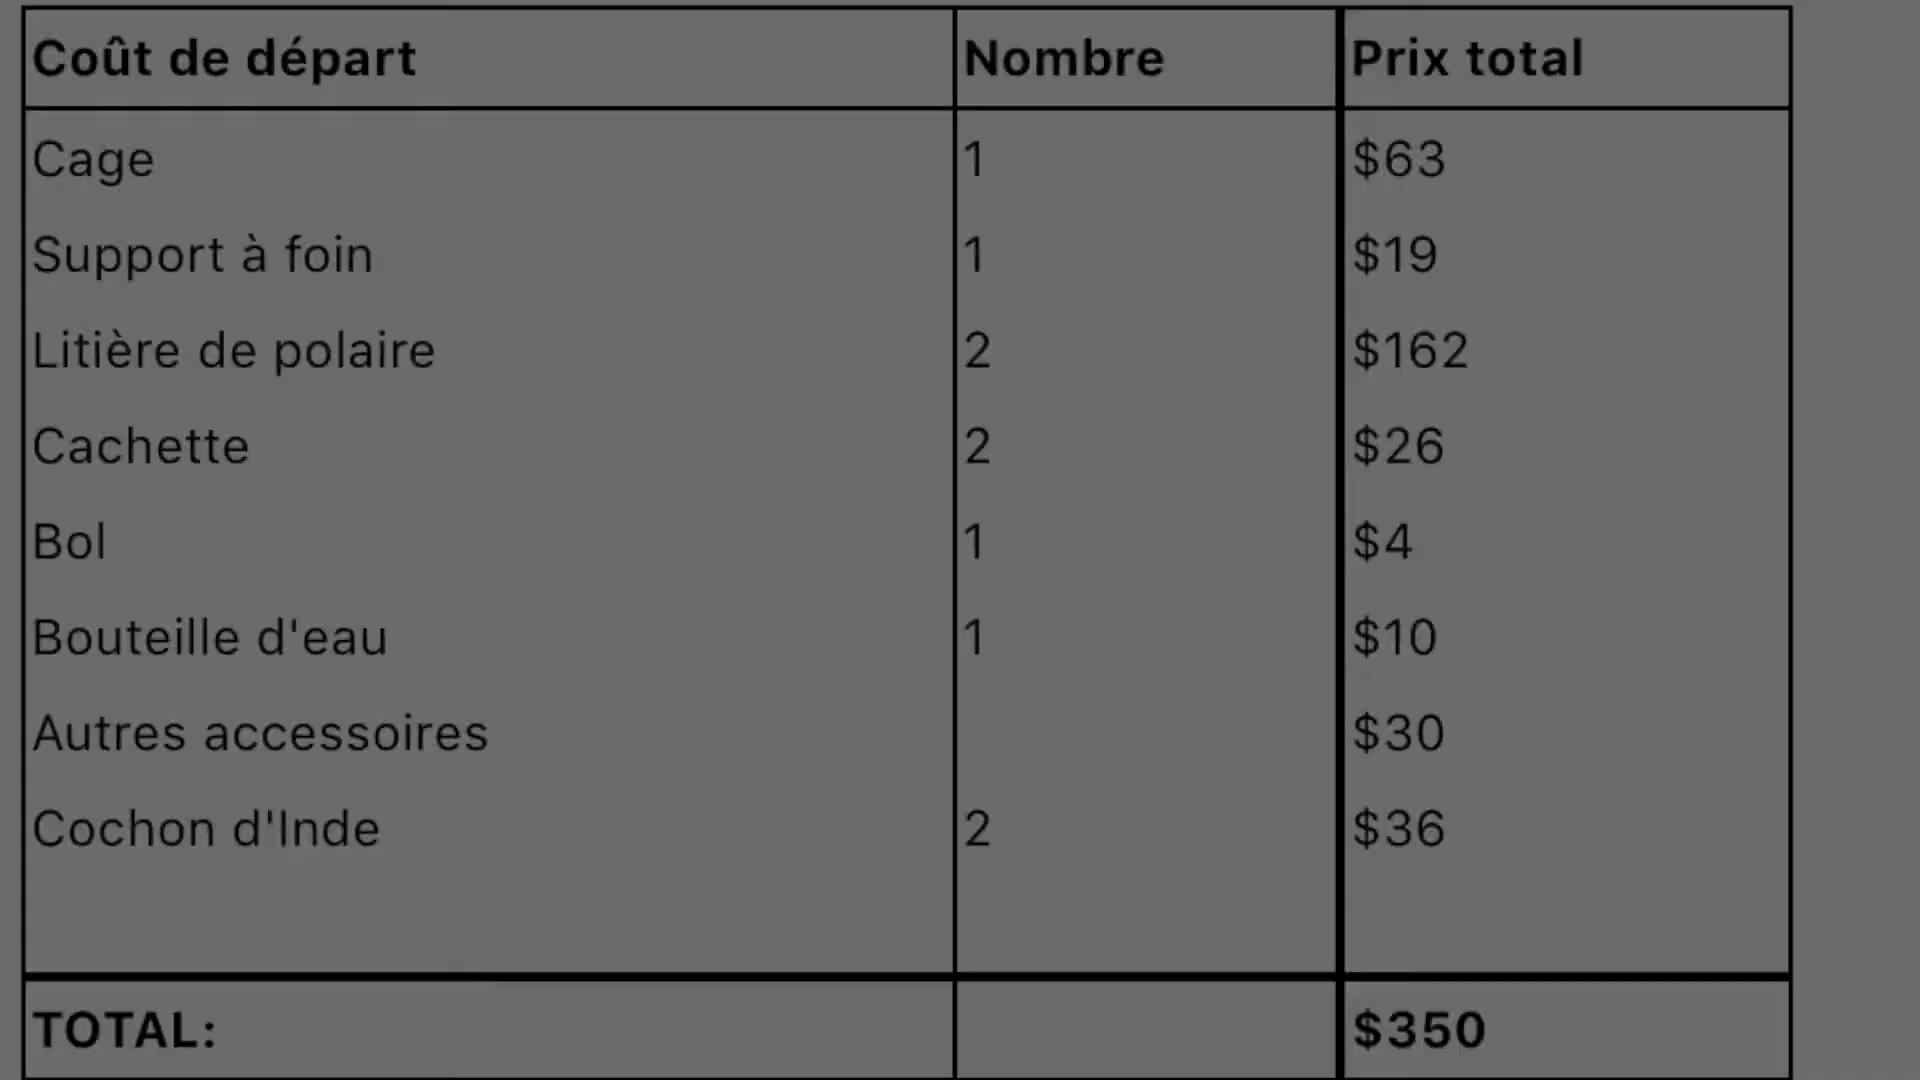 Coût de départ Nombre Prix total
Cage 1 $63
Support à foin 1 $19
Litière de polaire 2 $162
Cachette 2 $26
Bol 1 $4
Bouteille d'eau 1 $10
Autres accessoires $30
Cochon d'Inde 2 $36
TOTAL: $350